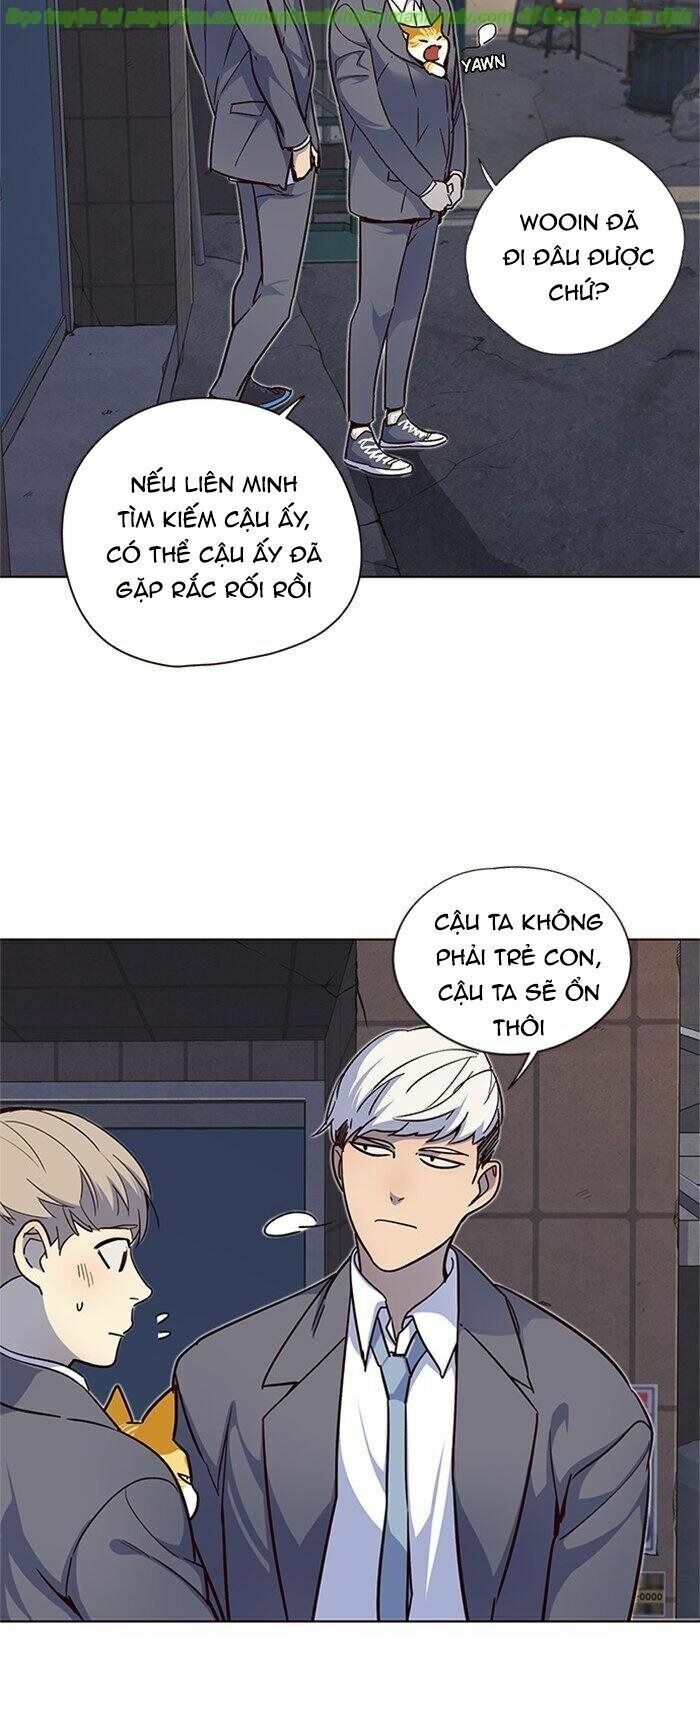 YAWN
WOOIN ĐÃ
ĐI ĐÂU ĐƯỢC
CHỨ?
NẾU LIÊN MINH
TÌM KIẾM CẬU ẤY,
CÓ THỂ CẬU ẤY ĐÃ
GẶP RẮC RỐI RỒI
CẬU TA KHÔNG
PHẢI TRẺ CON,
CẬU TA SẼ ỔN
THÔI
-0000